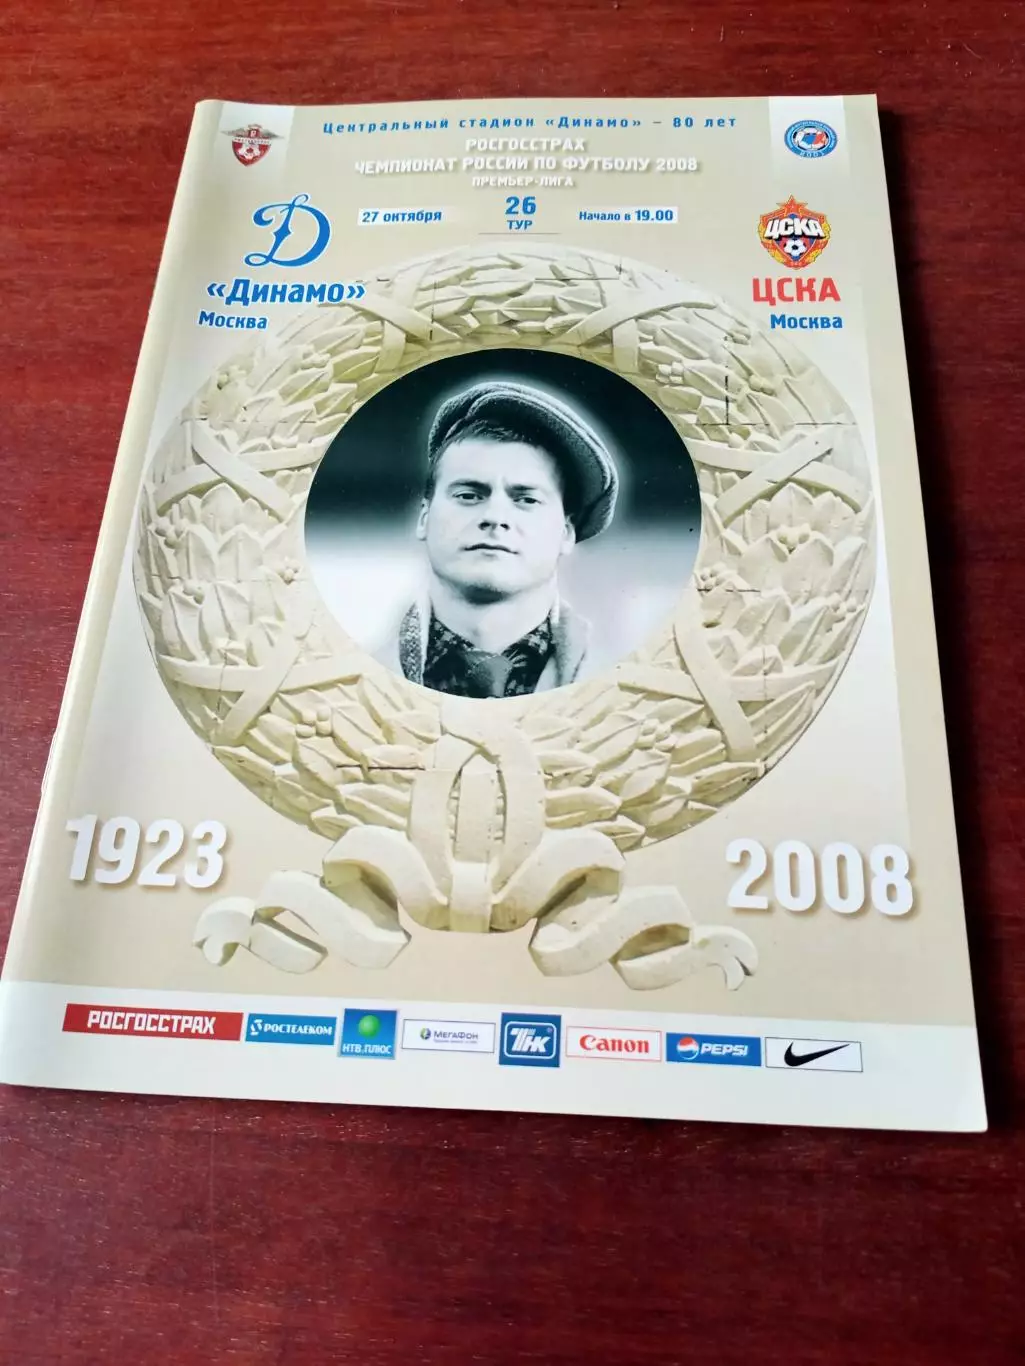 Центральный стадион «Динамо» – 80 лет
РОСГОССТРАХ
ЧЕМПИОНАТ РОССИИ ПО ФУТБОЛУ 2008
ПРЕМЬЕР-ЛИГА
27 октября
26
ТУР
Начало в 19.00
Д
«Динамо»
Москва
ЦСКА
ЦСКА
Москва
1923
2008
РОСГОССТРАХ
РОСТЕЛЕКОМ
НТВ.ПЛЮС
МЕГАФОН
ТНК
Canon
PEPSI